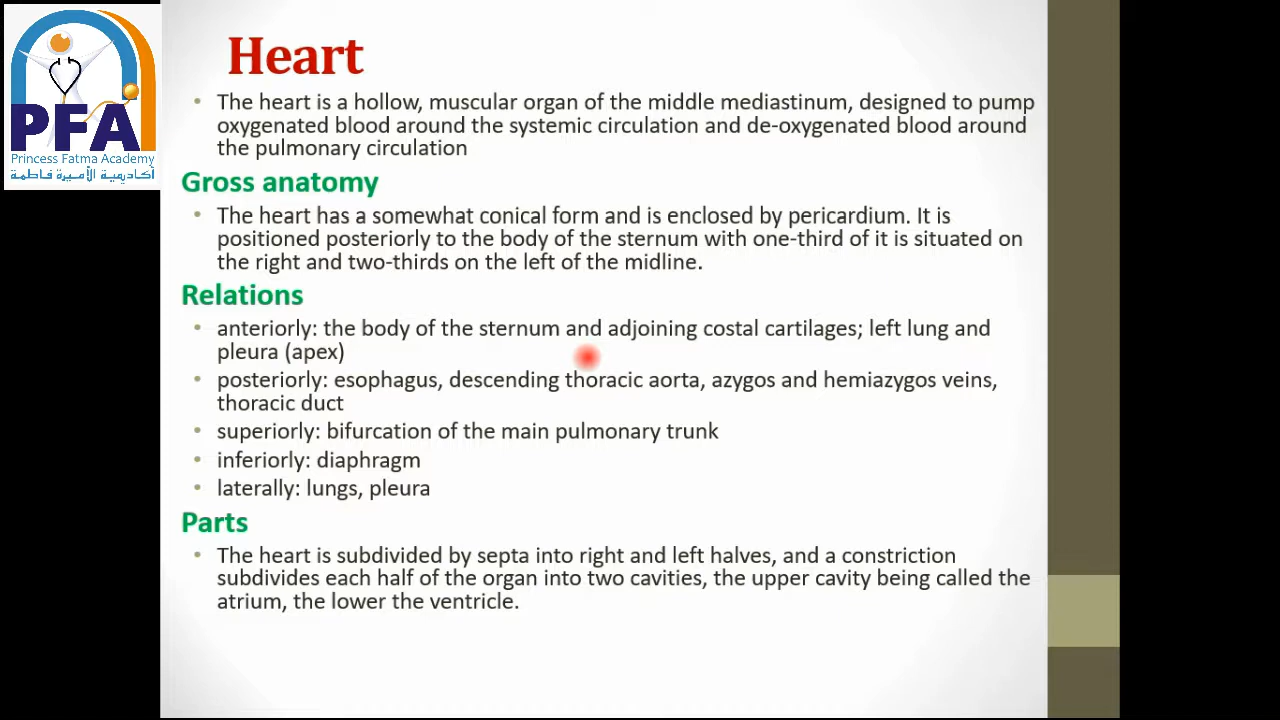 PFA
Princess Fatma Academy
أكاديمية الأميرة فاطمة
Heart
• The heart is a hollow, muscular organ of the middle mediastinum, designed to pump
oxygenated blood around the systemic circulation and de-oxygenated blood around
the pulmonary circulation
Gross anatomy
• The heart has a somewhat conical form and is enclosed by pericardium. It is
positioned posteriorly to the body of the sternum with one-third of it is situated on
the right and two-thirds on the left of the midline.
Relations
• anteriorly: the body of the sternum and adjoining costal cartilages; left lung and
pleura (apex)
• posteriorly: esophagus, descending thoracic aorta, azygos and hemiazygos veins,
thoracic duct
• superiorly: bifurcation of the main pulmonary trunk
• inferiorly: diaphragm
• laterally: lungs, pleura
Parts
• The heart is subdivided by septa into right and left halves, and a constriction
subdivides each half of the organ into two cavities, the upper cavity being called the
atrium, the lower the ventricle.